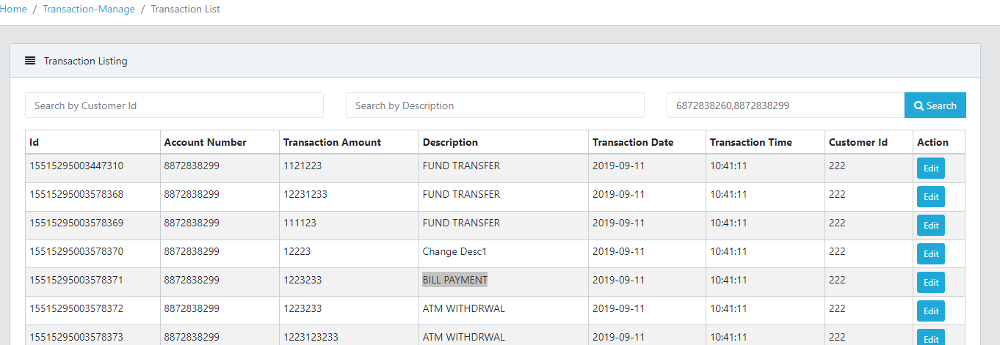 Home / Transaction-Manage / Transaction List
Transaction Listing
Search by Customer Id Search by Description 6872838260,8872838299 Search
Id Account Number Transaction Amount Description Transaction Date Transaction Time Customer Id Action
15515295003447310 8872838299 1121223 FUND TRANSFER 2019-09-11 10:41:11 222 Edit
15515295003578368 8872838299 12231233 FUND TRANSFER 2019-09-11 10:41:11 222 Edit
15515295003578369 8872838299 111123 FUND TRANSFER 2019-09-11 10:41:11 222 Edit
15515295003578370 8872838299 12223 Change Desc1 2019-09-11 10:41:11 222 Edit
15515295003578371 8872838299 1223233 BILL PAYMENT 2019-09-11 10:41:11 222 Edit
15515295003578372 8872838299 1223233 ATM WITHDRWAL 2019-09-11 10:41:11 222 Edit
15515295003578373 8872838299 1223123233 ATM WITHDRWAL 2019-09-11 10:41:11 222 Edit